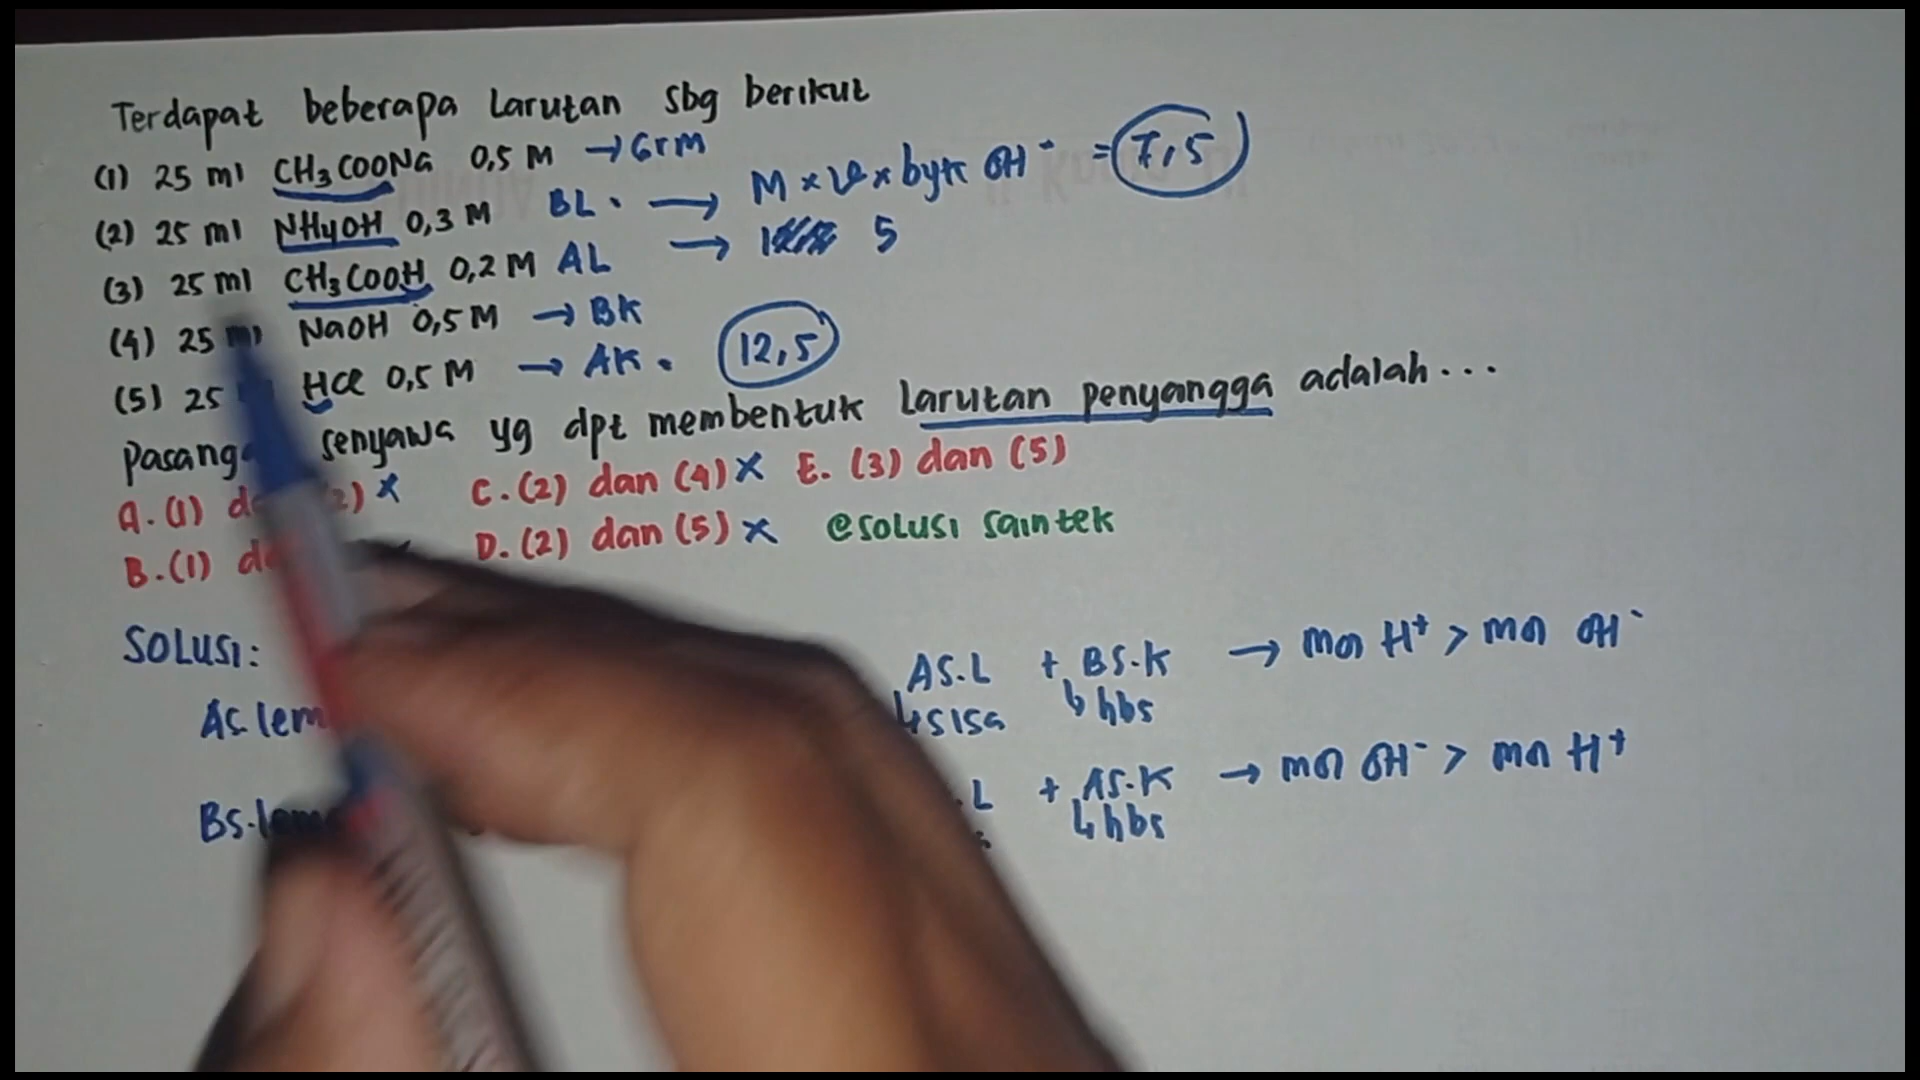 Terdapat beberapa Larutan sbg berikut
(1) 25 ml CH3COONa 0,5 M → Grm
(2) 25 ml NH4OH 0,3 M BL. → M x V x byk OH- = 7,5
(3) 25 ml CH3COOH 0,2 M AL → 5
(4) 25 ml NaOH 0,5 M → BK
(5) 25 HCl 0,5 M → AK. 12,5
senyawa yg dpt membentuk larutan penyangga adalah...
A. (1) 2) x C. (2) dan (4) x E. (3) dan (5)
B. (1) D. (2) dan (5) x @solusi saintek
SOLUSI:
AS.L + BS.K → mol H+ > mol OH-
As.lem ↳ sisa ↳ hbs
.L + AS.K → mol OH- > mol H+
Bs.lem ↳ hbs